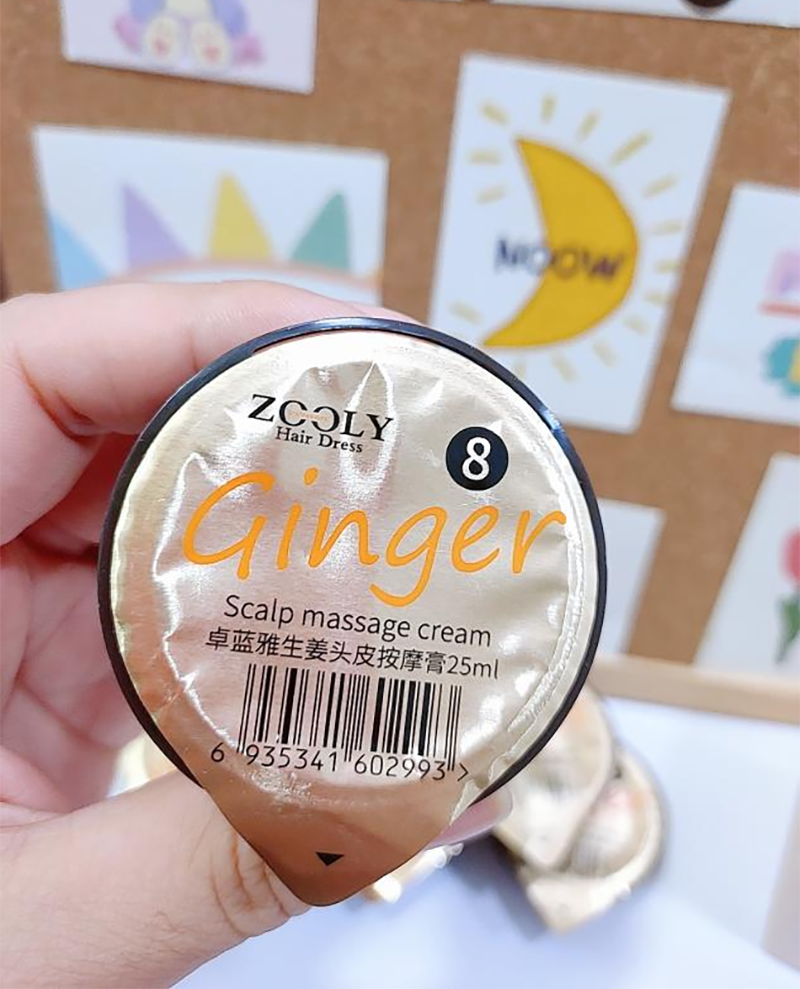 MOOW
ZOOLY
Hair Dress
8
Ginger
Scalp massage cream
卓蓝雅生姜头皮按摩膏25ml
6 935341 602993 >